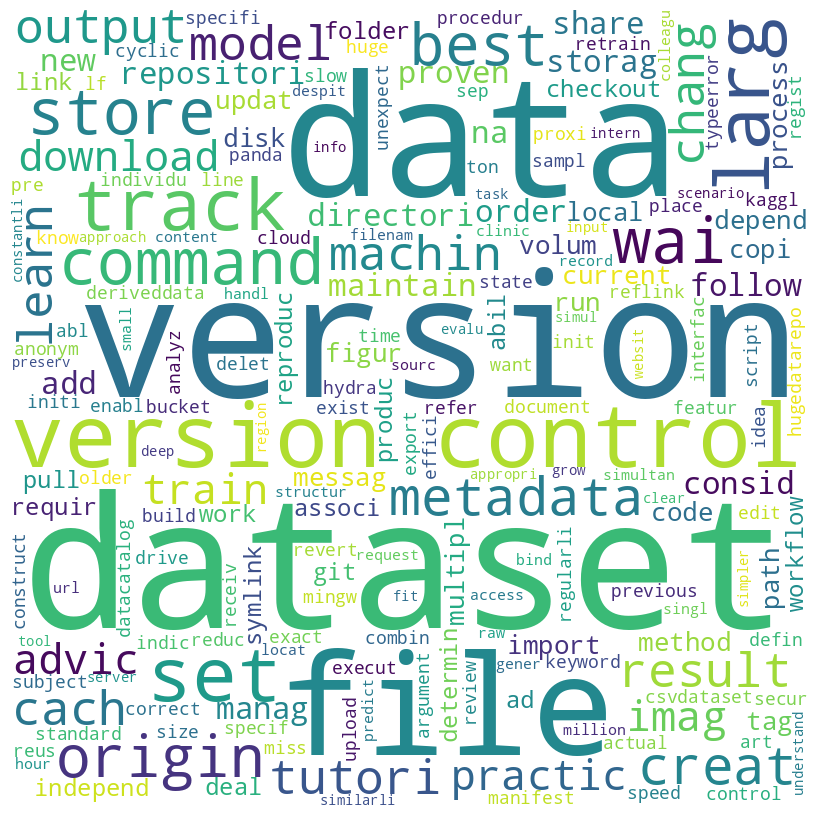 output
specifi
cyclic
model
huge
procedur
folder
best
share
retrain
colleagu
larg
new
link
lf
repositori
slow
despit
unexpect
proven
sep
storag
checkout
chang
typeerror
process
regist
store
updat
disk
panda
info
data
na
proxi
intern
ton
sampl
download
pre
individu
line
task
scenario
kaggl
track
directori
order
local
place
depend
constantli
know
approach
content
cloud
filenam
clinic
input
record
volum
wai
copi
command
machin
learn
deriveddata
handl
maintain
state
current
reflink
follow
abl
small
version
time
evalu
run
simul
abil
init
interfac
script
anonym
preserv
analyz
delet
figur
sourc
want
websit
hugedatarepo
add
reproduc
hydra
initi
enabl
bucket
exist
refer
document
featur
idea
version
control
region
produc
export
effici
deep
appropri
grow
simultan
pull
older
train
messag
metadata
consid
structur
clear
requir
build
work
associ
code
edit
dataset
construct
url
drive
datacatalog
receiv
symlink
revert
request
git
mingw
fit
multipl
access
bind
regularli
previous
singl
simpler
path
workflow
tool
advic
indic
reduc
exact
combin
raw
determin
import
method
defin
locat
execut
gener
keyword
subject
server
set
file
argument
review
result
csvdataset
secur
cach
correct
manag
predict
upload
ad
imag
tag
standard
size
specif
miss
actual
art
reus
hour
origin
tutori
practic
creat
understand
independ
deal
similarli
manifest
speed
control
million